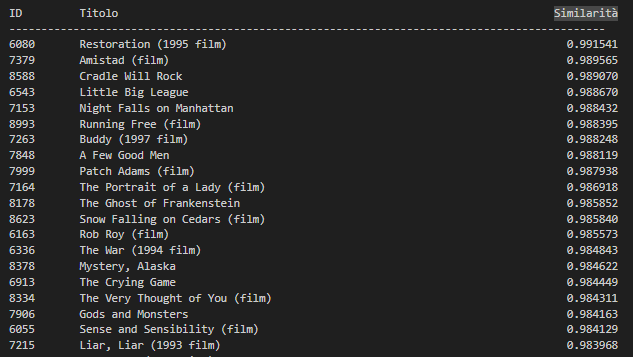 ID Titolo Similarità
--------------------------------------------------------------------------------------------
6080 Restoration (1995 film) 0.991541
7379 Amistad (film) 0.989565
8588 Cradle Will Rock 0.989070
6543 Little Big League 0.988670
7153 Night Falls on Manhattan 0.988432
8993 Running Free (film) 0.988395
7263 Buddy (1997 film) 0.988248
7848 A Few Good Men 0.988119
7999 Patch Adams (film) 0.987938
7164 The Portrait of a Lady (film) 0.986918
8178 The Ghost of Frankenstein 0.985852
8623 Snow Falling on Cedars (film) 0.985840
6163 Rob Roy (film) 0.985573
6336 The War (1994 film) 0.984843
8378 Mystery, Alaska 0.984622
6913 The Crying Game 0.984449
8334 The Very Thought of You (film) 0.984311
7906 Gods and Monsters 0.984163
6055 Sense and Sensibility (film) 0.984129
7215 Liar, Liar (1993 film) 0.983968